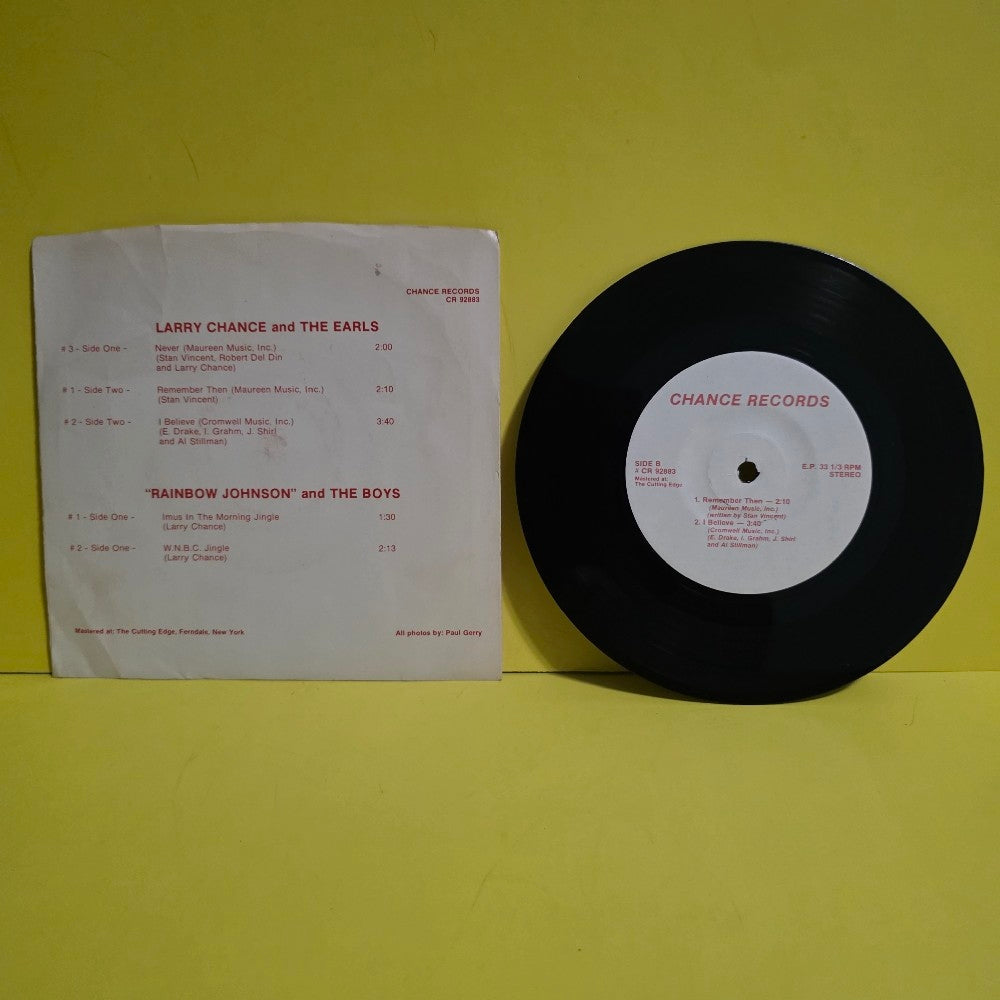 CHANCE RECORDS
CR 92883
LARRY CHANCE and THE EARLS
# 3 - Side One - Never (Maureen Music, Inc.) 2:00
(Stan Vincent, Robert Del Din
and Larry Chance)
# 1 - Side Two - Remember Then (Maureen Music, Inc.) 2:10
(Stan Vincent)
# 2 - Side Two - I Believe (Cromwell Music, Inc.) 3:40
(E. Drake, I. Grahm, J. Shirl
and Al Stillman)
"RAINBOW JOHNSON" and THE BOYS
# 1 - Side One - Imus In The Morning Jingle 1:30
(Larry Chance)
# 2 - Side One - W.N.B.C. Jingle 2:13
(Larry Chance)
Mastered at: The Cutting Edge, Ferndale, New York
All photos by: Paul Gerry
CHANCE RECORDS
SIDE B
# CR 92883
Mastered at:
The Cutting Edge
E.P. 33 1/3 RPM
STEREO
1. Remember Then — 2:10
(Maureen Music, Inc.)
(written by Stan Vincent)
2. I Believe — 3:40
(Cromwell Music, Inc.)
(E. Drake, I. Grahm, J. Shirl
and Al Stillman)